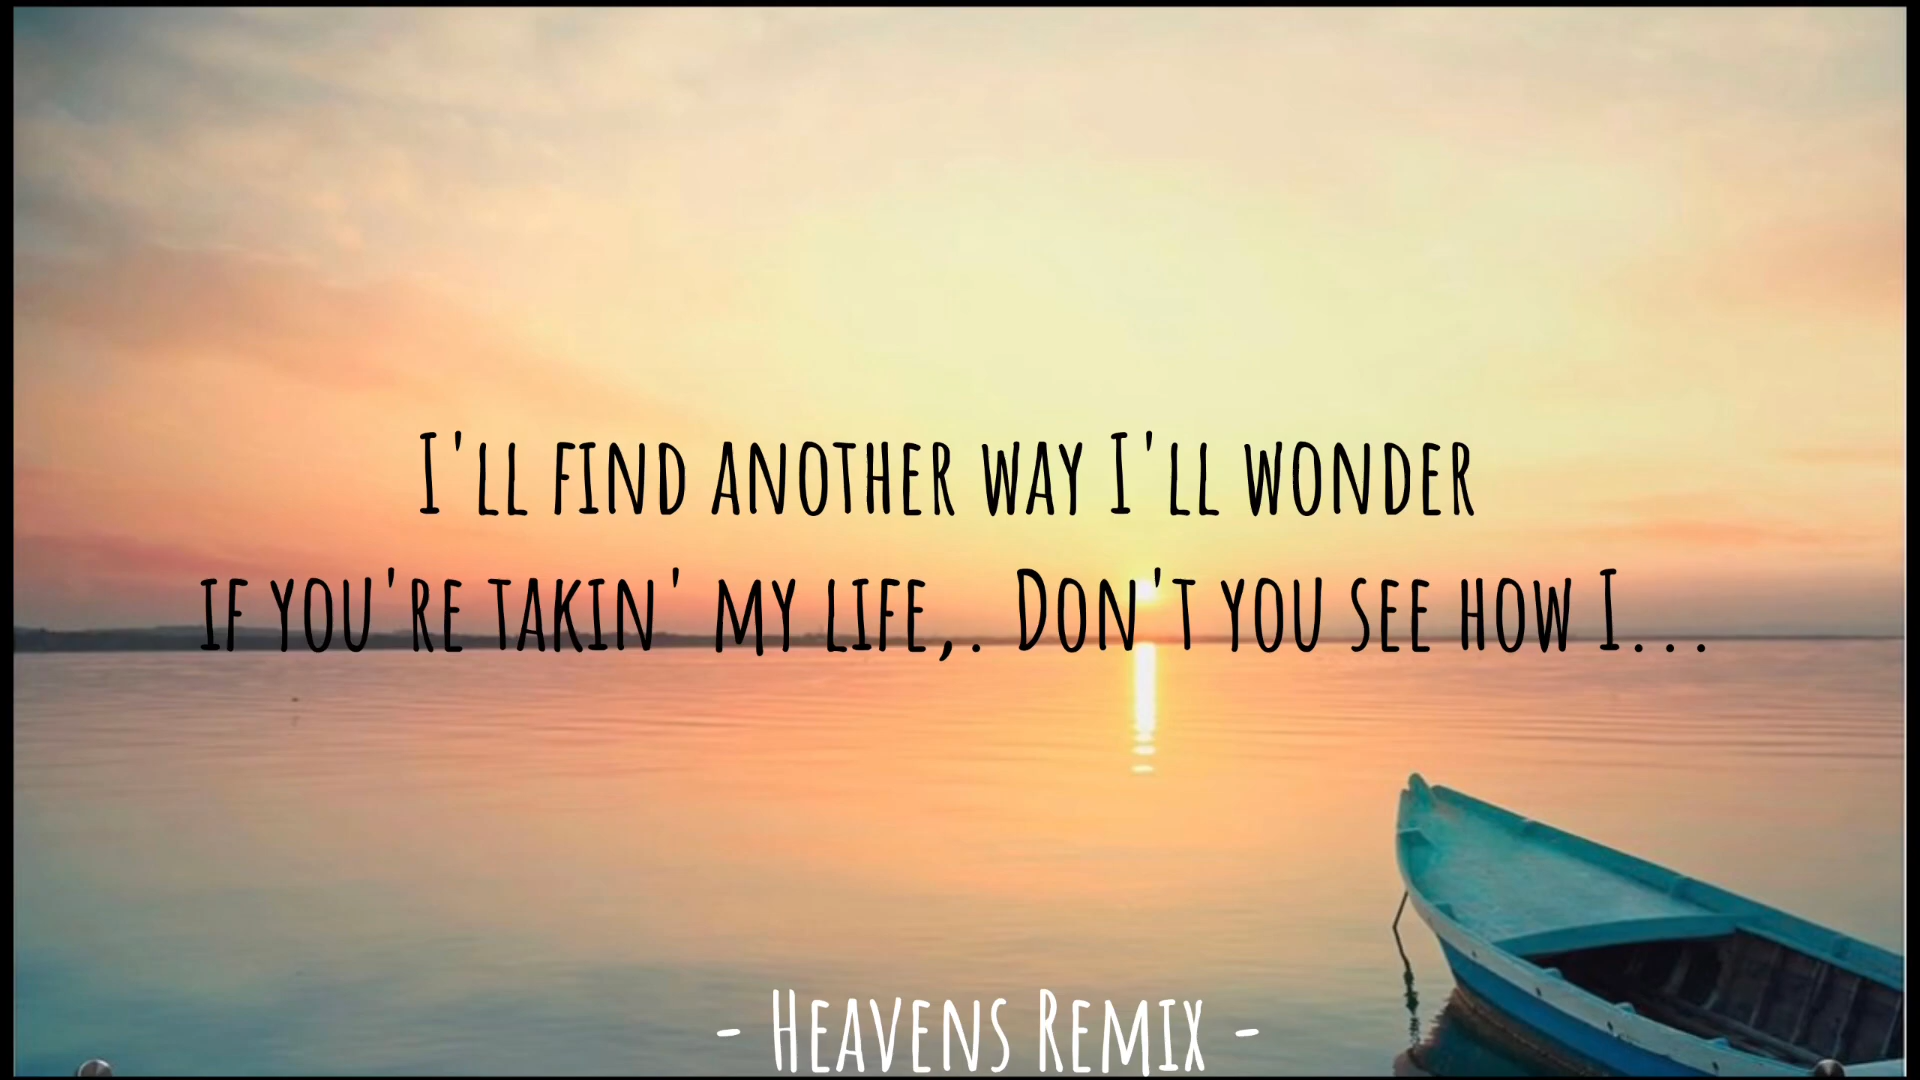 I'll find another way I'll wonder
if you're takin' my life,. Don't you see how I...
- Heavens Remix -